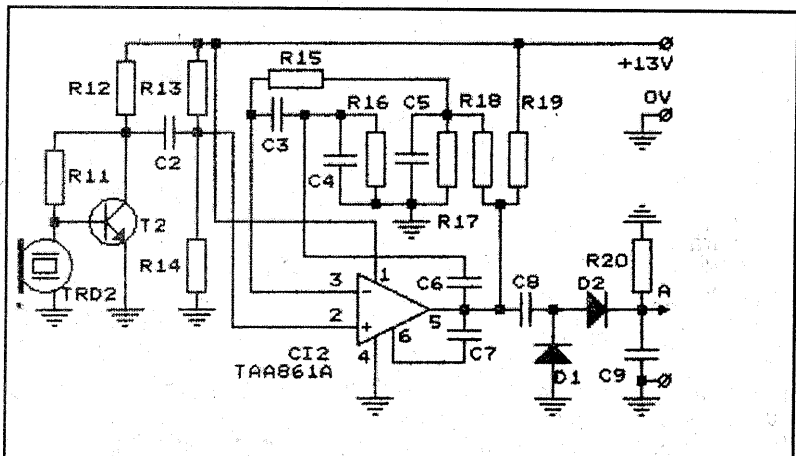 R12
R13
R15
+13V
R16
C5
R18
R19
0V
C3
C2
R11
C4
R17
T2
R14
TRD2
R20
3
1
C6
C8
D2
A
2
5
6
4
C7
CI2
TAA861A
D1
C9